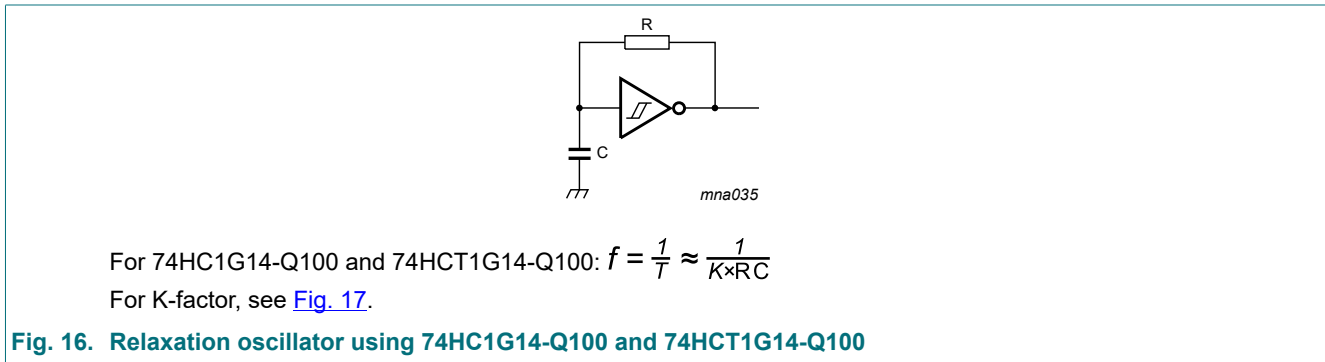 R
C
mna035
For 74HC1G14-Q100 and 74HCT1G14-Q100: f = 1/T ≈ 1/K×RC
For K-factor, see Fig. 17.
Fig. 16. Relaxation oscillator using 74HC1G14-Q100 and 74HCT1G14-Q100